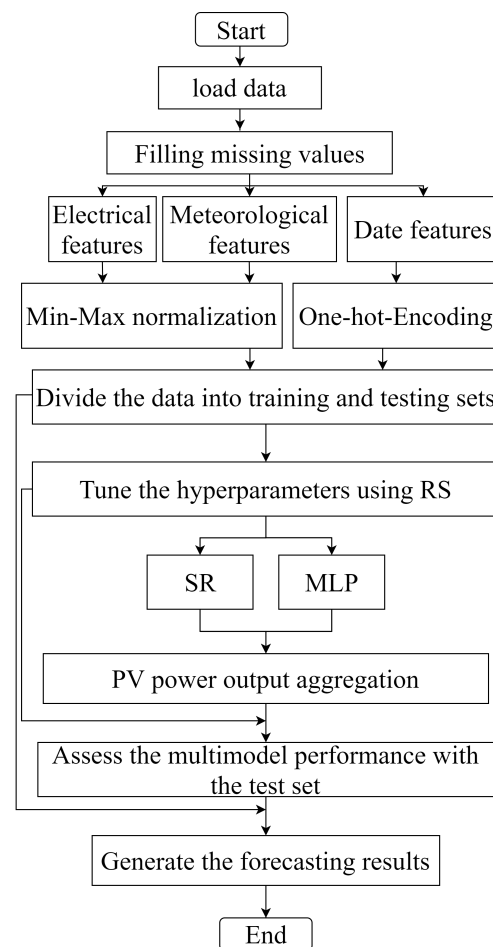 Start
load data
Filling missing values
Electrical
features
Meteorological
features
Date features
Min-Max normalization
One-hot-Encoding
Divide the data into training and testing sets
Tune the hyperparameters using RS
SR
MLP
PV power output aggregation
Assess the multimodel performance with
the test set
Generate the forecasting results
End